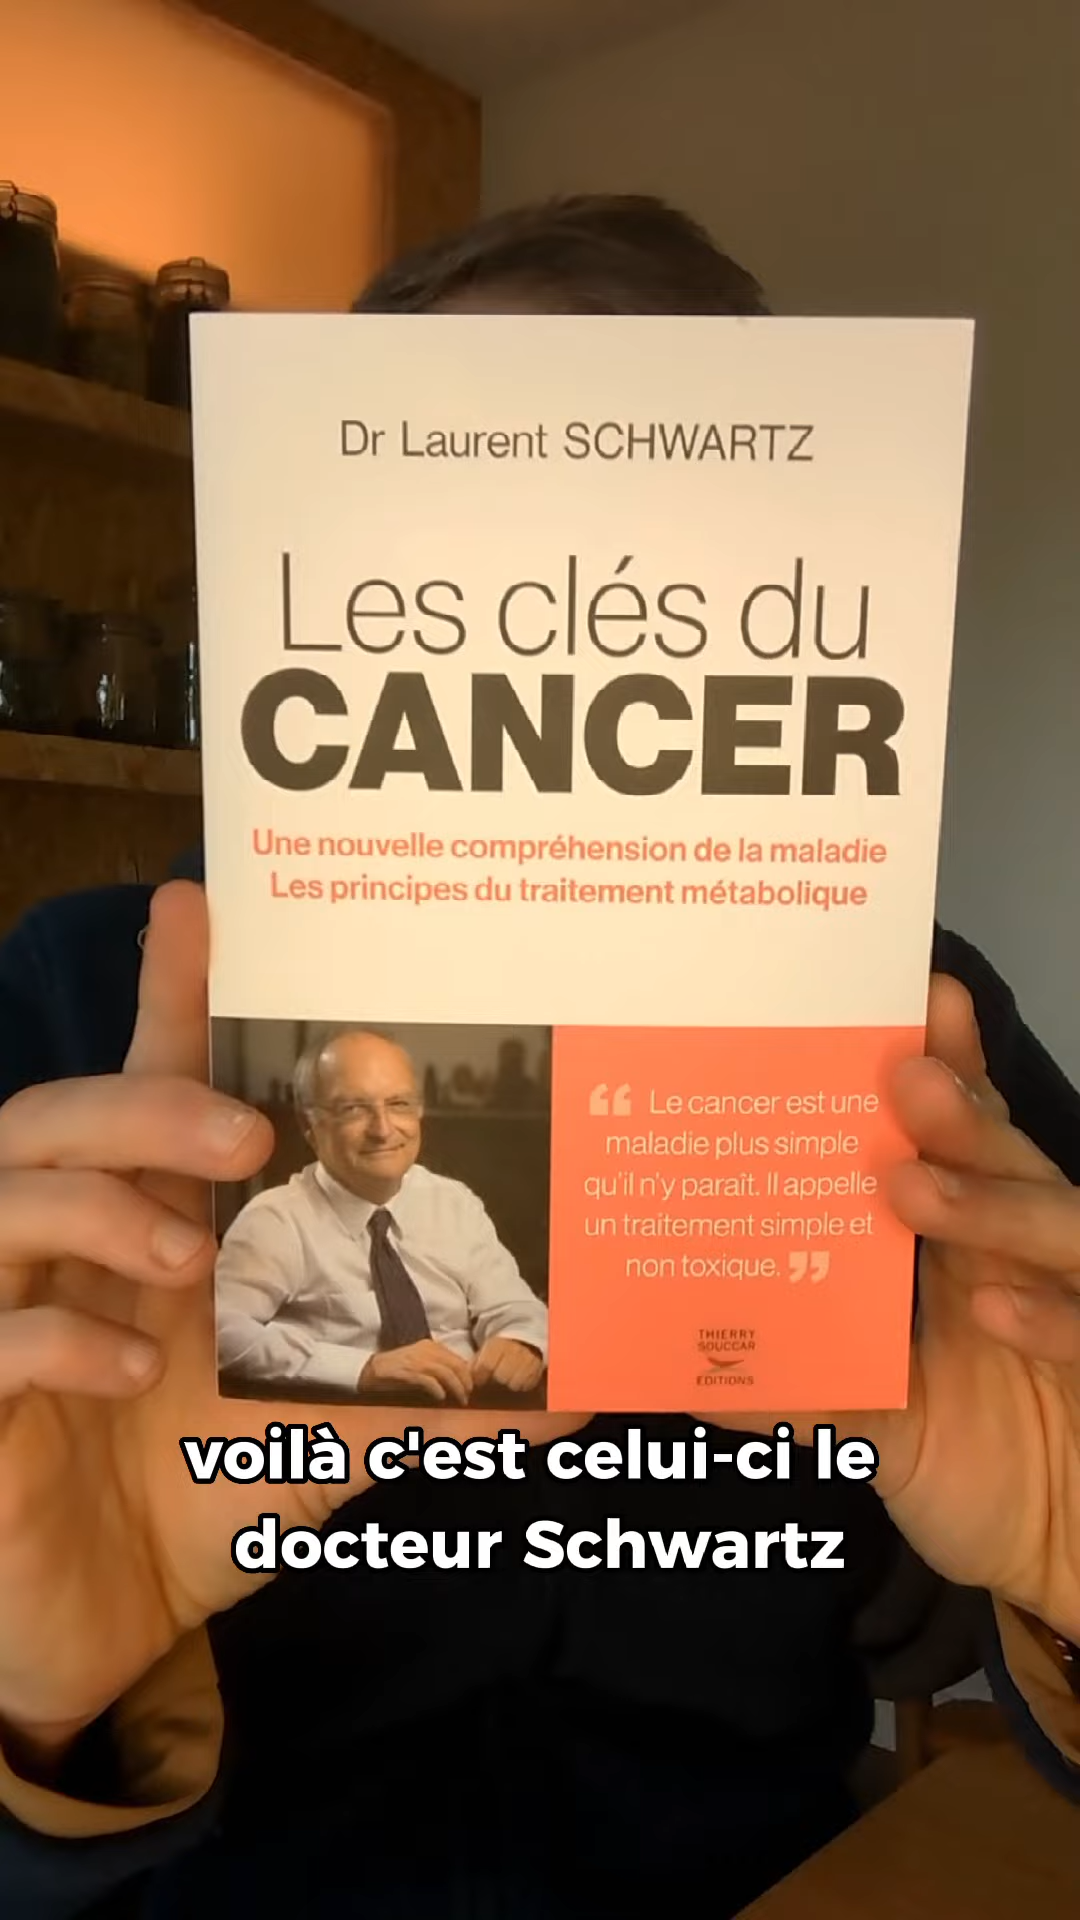 Dr Laurent SCHWARTZ
Les clés du
CANCER
Une nouvelle compréhension de la maladie
Les principes du traitement métabolique
“ Le cancer est une
maladie plus simple
qu'il n'y paraît. Il appelle
un traitement simple et
non toxique. ”
THIERRY
SOUCCAR
EDITIONS
voilà c'est celui-ci le
docteur Schwartz